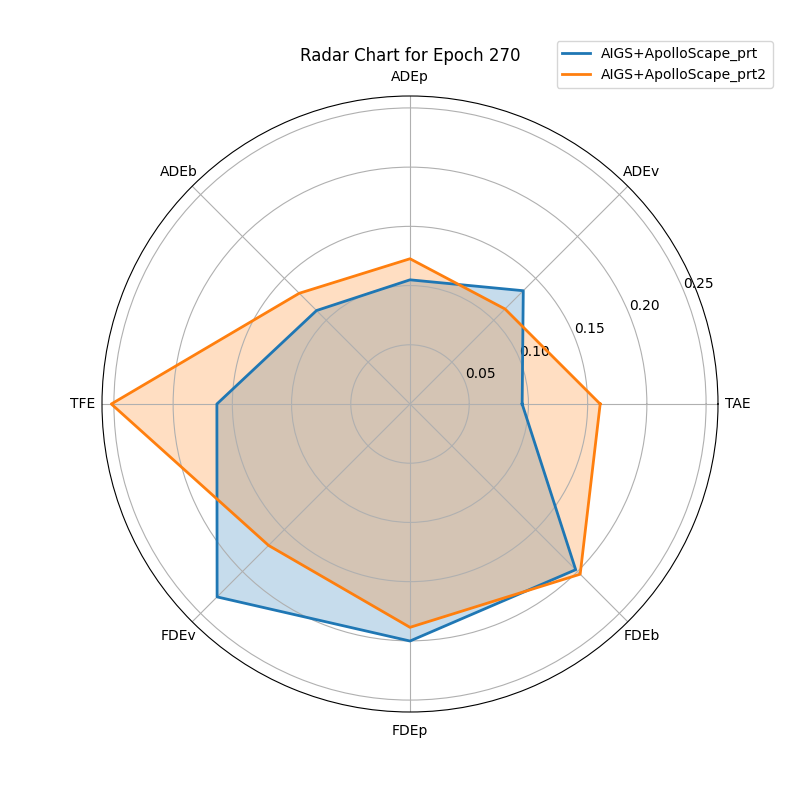 Radar Chart for Epoch 270
AIGS+ApolloScape_prt
AIGS+ApolloScape_prt2
ADEp
ADEb
ADEv
0.25
0.20
0.15
0.10
0.05
TFE
TAE
FDEv
FDEb
FDEp